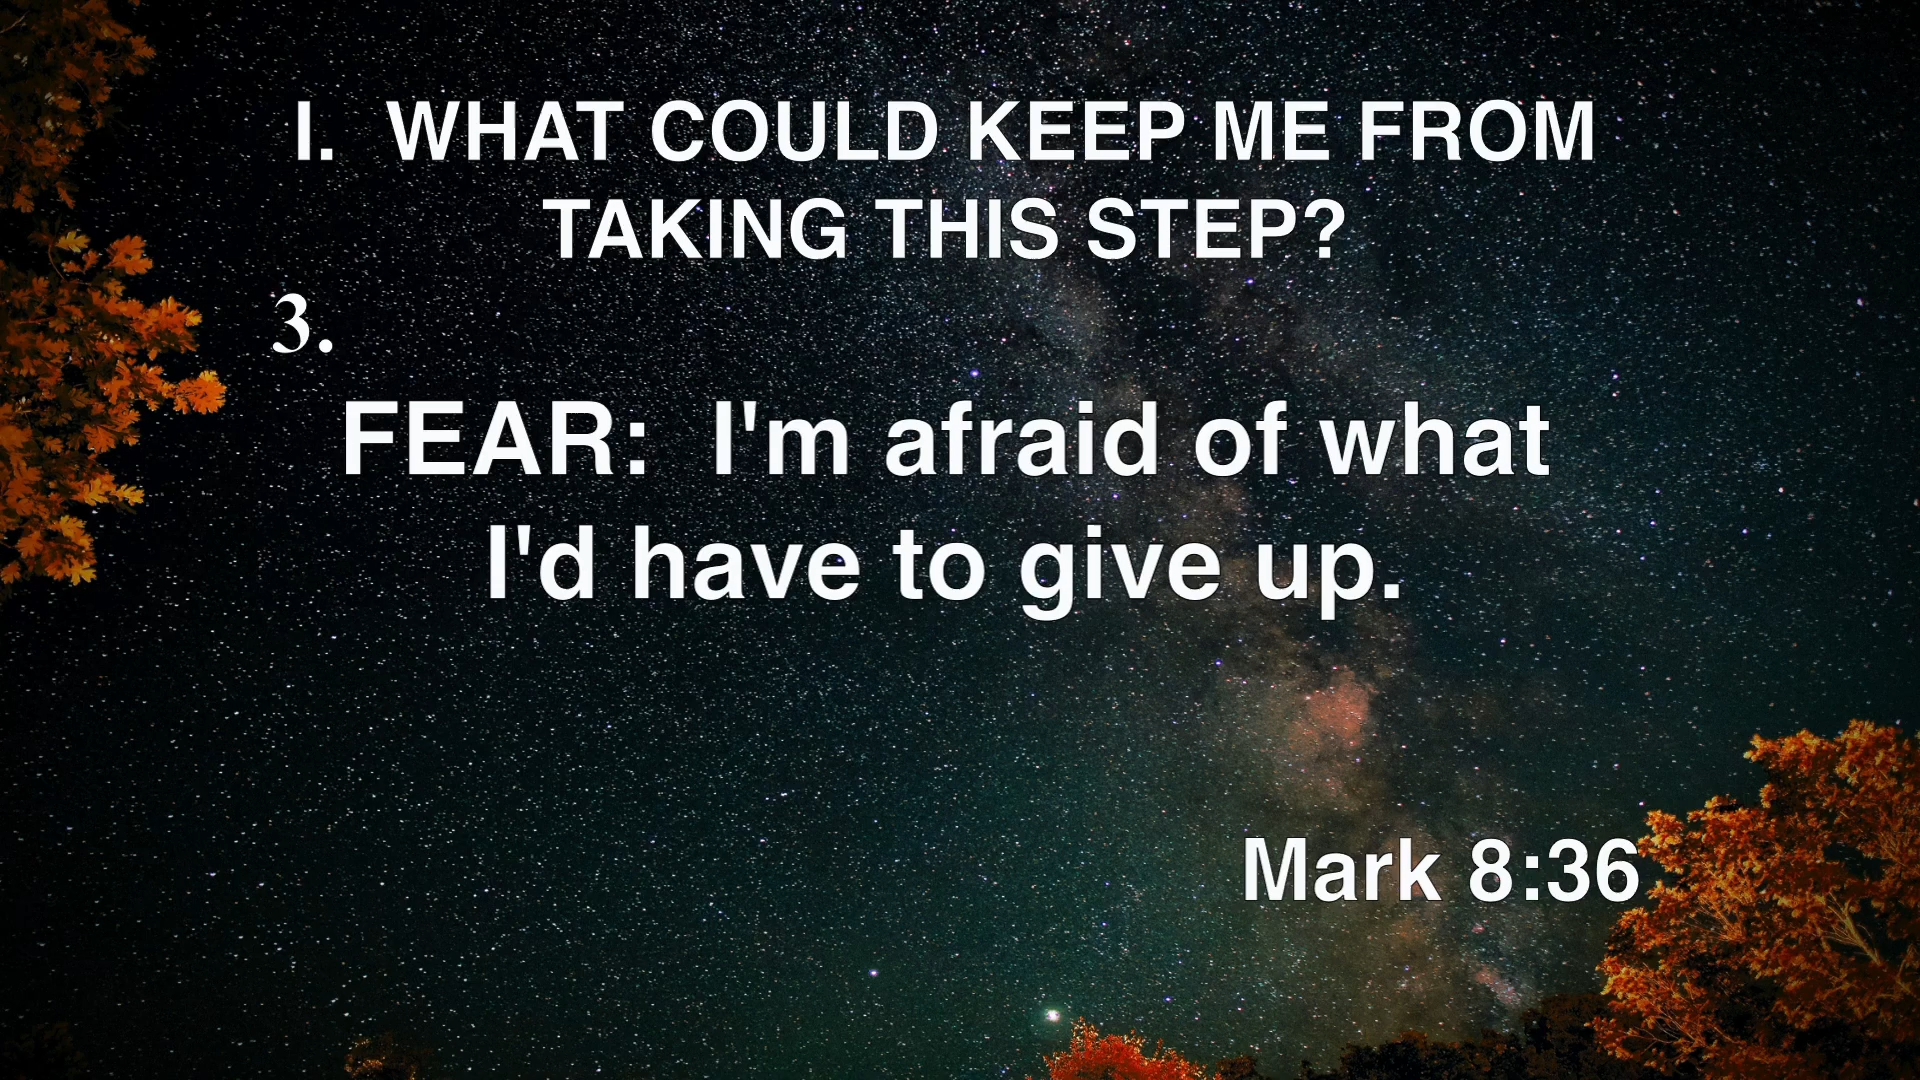 I. WHAT COULD KEEP ME FROM
TAKING THIS STEP?
3.
FEAR: I'm afraid of what
I'd have to give up.
Mark 8:36